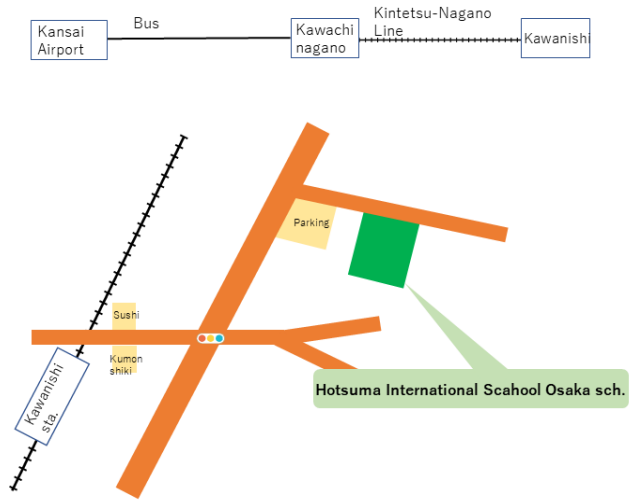 Kansai
Airport
Bus
Kawachi
nagano
Kintetsu-Nagano
Line
Kawanishi
Parking
Sushi
Kumon
shiki
Kawanishi
sta.
Hotsuma International Scahool Osaka sch.